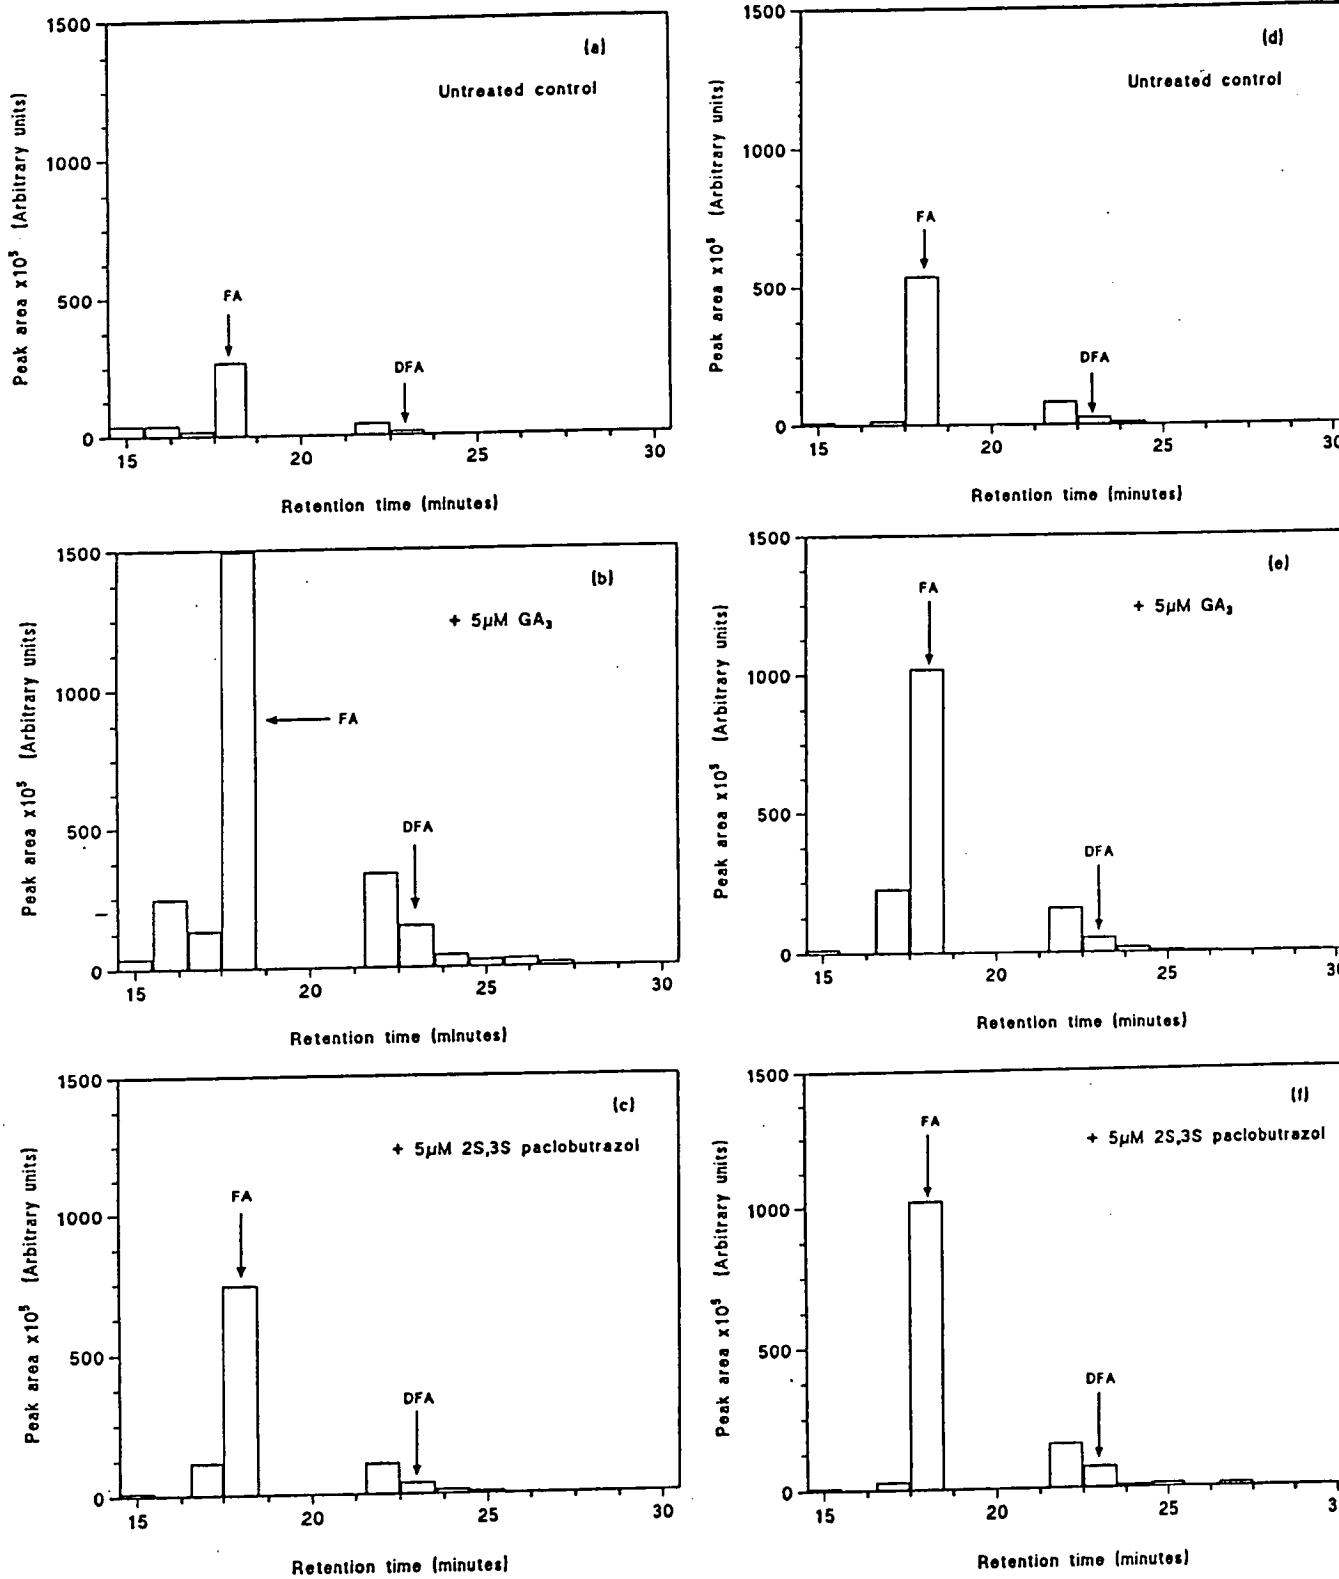 1500
1000
500
0
Peak area x10⁵ (Arbitrary units)
(a)
Untreated control
FA
DFA
15 20 25 30
Retention time (minutes)
1500
1000
500
0
Peak area x10⁵ (Arbitrary units)
(d)
Untreated control
FA
DFA
15 20 25 30
Retention time (minutes)
1500
1000
500
0
Peak area x10⁵ (Arbitrary units)
(b)
+ 5µM GA₃
FA
DFA
15 20 25 30
Retention time (minutes)
1500
1000
500
0
Peak area x10⁵ (Arbitrary units)
(e)
+ 5µM GA₃
FA
DFA
15 20 25 30
Retention time (minutes)
1500
1000
500
0
Peak area x10⁵ (Arbitrary units)
(c)
+ 5µM 2S,3S paclobutrazol
FA
DFA
15 20 25 30
Retention time (minutes)
1500
1000
500
0
Peak area x10⁵ (Arbitrary units)
(f)
+ 5µM 2S,3S paclobutrazol
FA
DFA
15 20 25 3
Retention time (minutes)